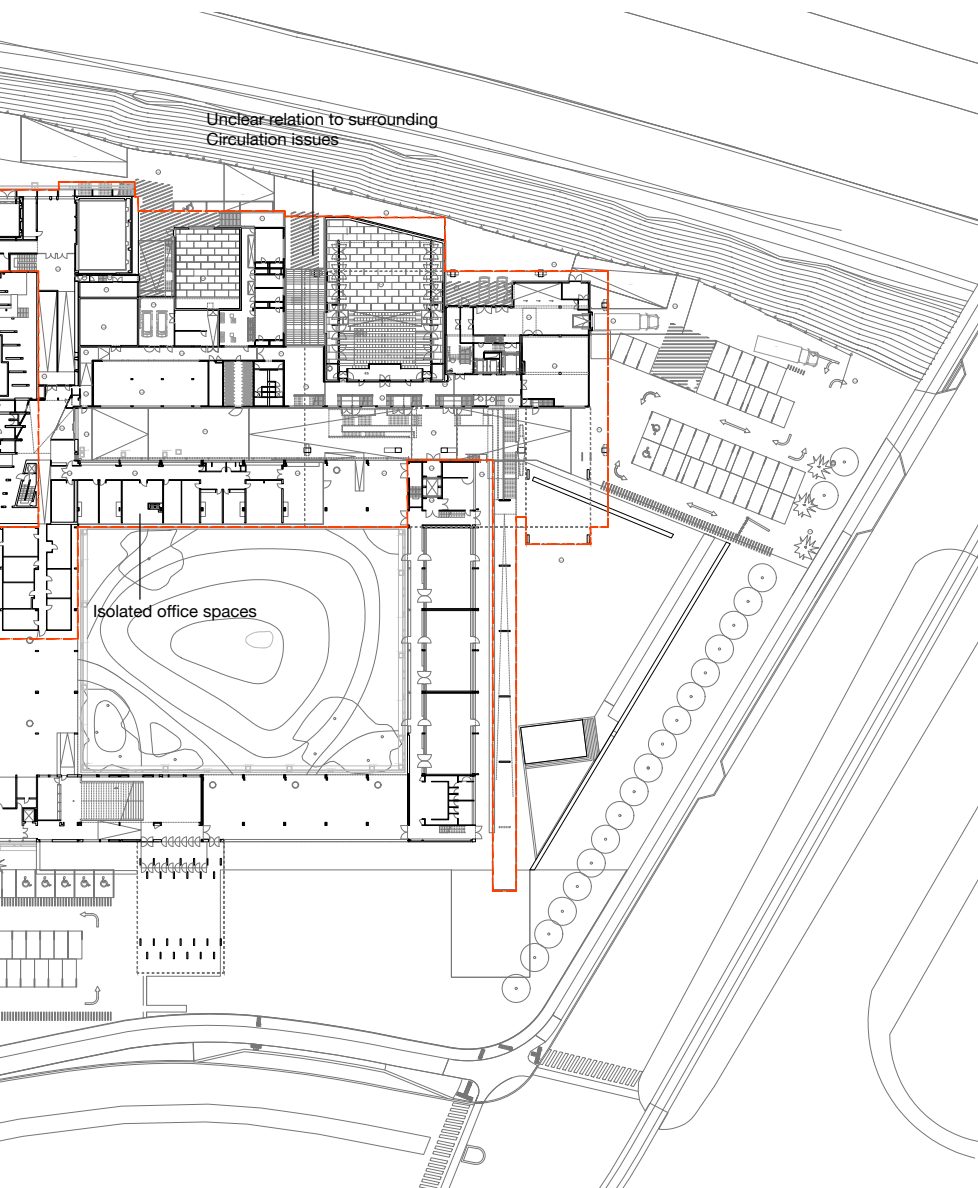 Unclear relation to surrounding
Circulation issues
Isolated office spaces